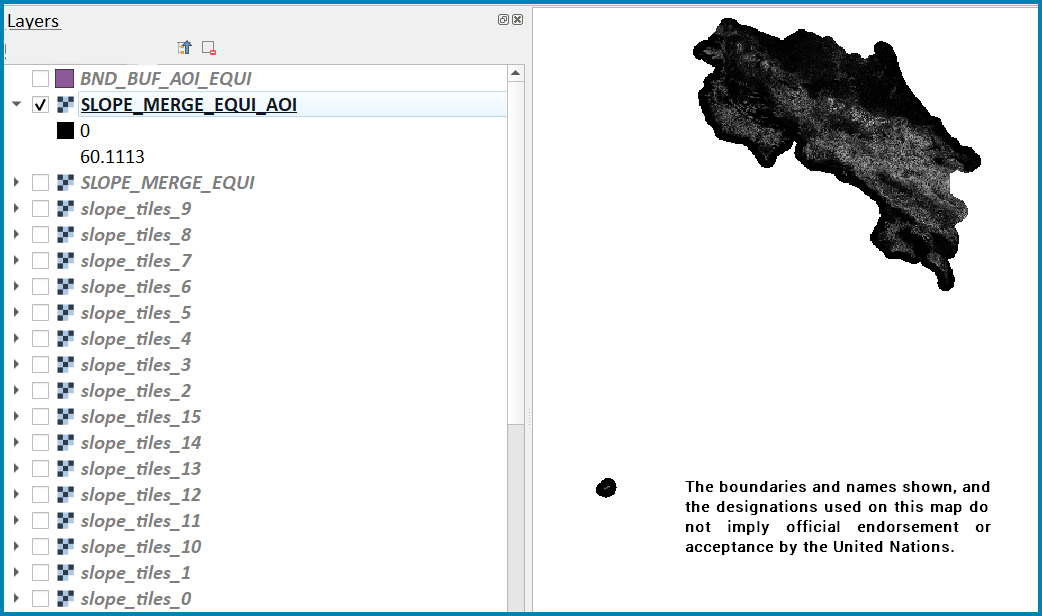 Layers
BND_BUF_AOI_EQUI
SLOPE_MERGE_EQUI_AOI
0
60.1113
SLOPE_MERGE_EQUI
slope_tiles_9
slope_tiles_8
slope_tiles_7
slope_tiles_6
slope_tiles_5
slope_tiles_4
slope_tiles_3
slope_tiles_2
slope_tiles_15
slope_tiles_14
slope_tiles_13
slope_tiles_12
slope_tiles_11
slope_tiles_10
slope_tiles_1
slope_tiles_0
The boundaries and names shown, and
the designations used on this map do
not imply official endorsement or
acceptance by the United Nations.